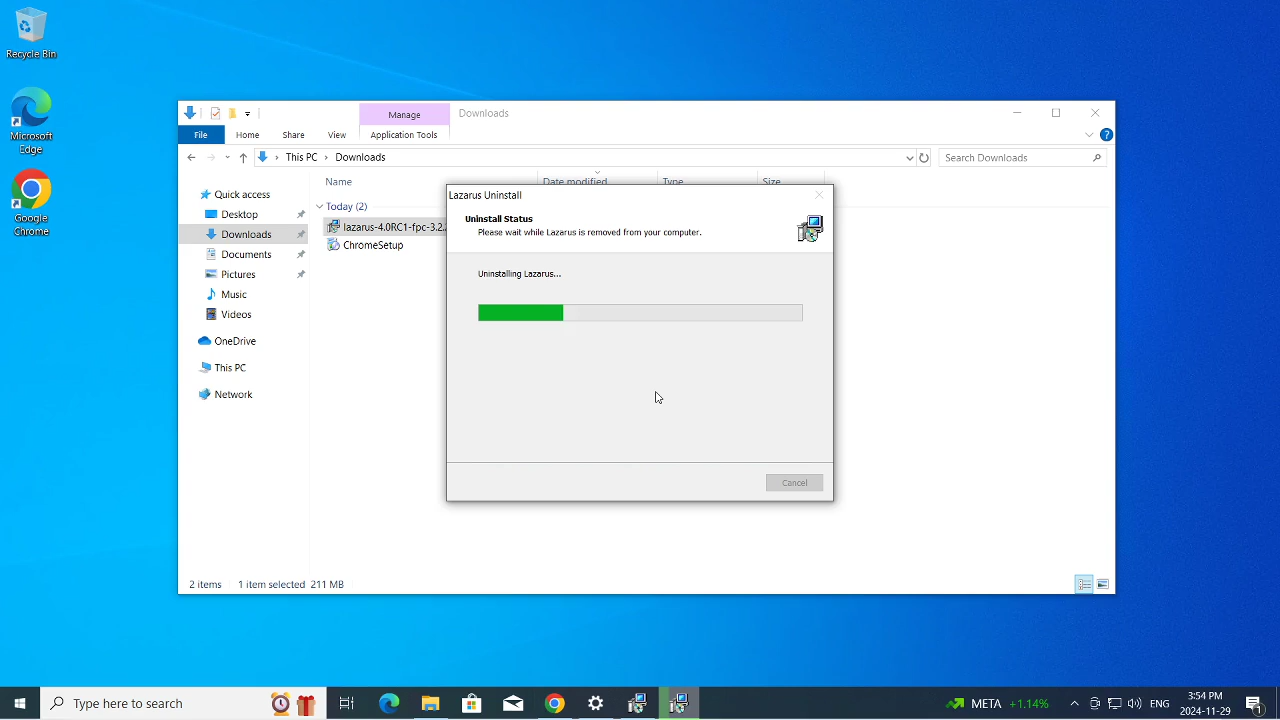 Recycle Bin
Microsoft
Edge
Google
Chrome
Manage
Downloads
File
Home
Share
View
Application Tools
This PC
Downloads
Search Downloads
Quick access
Desktop
Downloads
Documents
Pictures
Music
Videos
OneDrive
This PC
Network
Name
Date modified
Type
Size
Today (2)
lazarus-4.0RC1-fpc-3.2.
ChromeSetup
Lazarus Uninstall
Uninstall Status
Please wait while Lazarus is removed from your computer.
Uninstalling Lazarus...
Cancel
2 items
1 item selected
211 MB
Type here to search
META
+1.14%
ENG
3:54 PM
2024-11-29
1